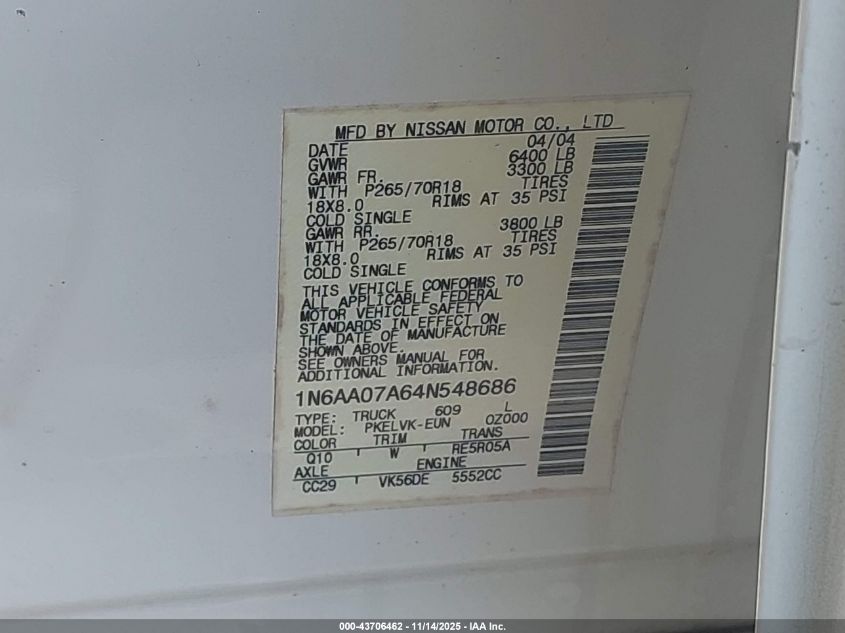 MFD BY NISSAN MOTOR CO., LTD
DATE 04/04
GVWR 6400 LB
GAWR FR. 3300 LB
WITH P265/70R18 TIRES
18X8.0 RIMS AT 35 PSI
COLD SINGLE
GAWR RR. 3800 LB
WITH P265/70R18 TIRES
18X8.0 RIMS AT 35 PSI
COLD SINGLE
THIS VEHICLE CONFORMS TO
ALL APPLICABLE FEDERAL
MOTOR VEHICLE SAFETY
STANDARDS IN EFFECT ON
THE DATE OF MANUFACTURE
SHOWN ABOVE.
SEE OWNERS MANUAL FOR
ADDITIONAL INFORMATION.
1N6AA07A64N548686
TYPE: TRUCK 609 L
MODEL: PKELVK-EUN 0Z000
COLOR TRIM TRANS
Q10 W RE5R05A
AXLE ENGINE
CC29 VK56DE 5552CC
000-43706462 - 11/14/2025 - IAA Inc.